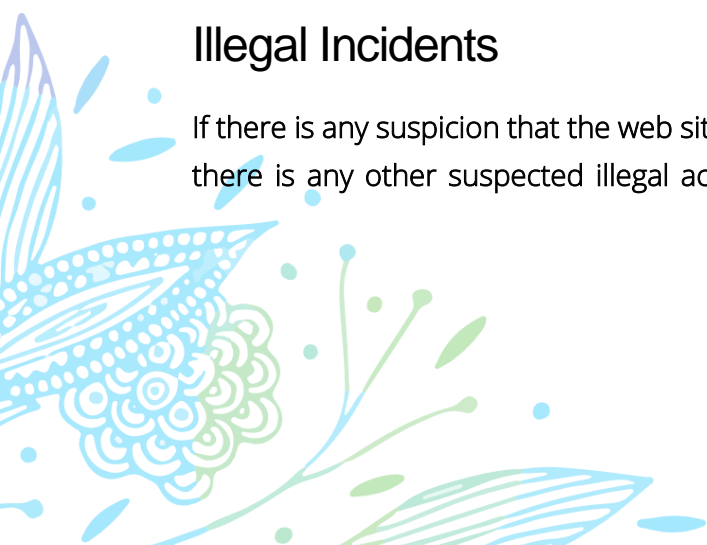 Illegal Incidents
If there is any suspicion that the web
there is any other suspected illegal